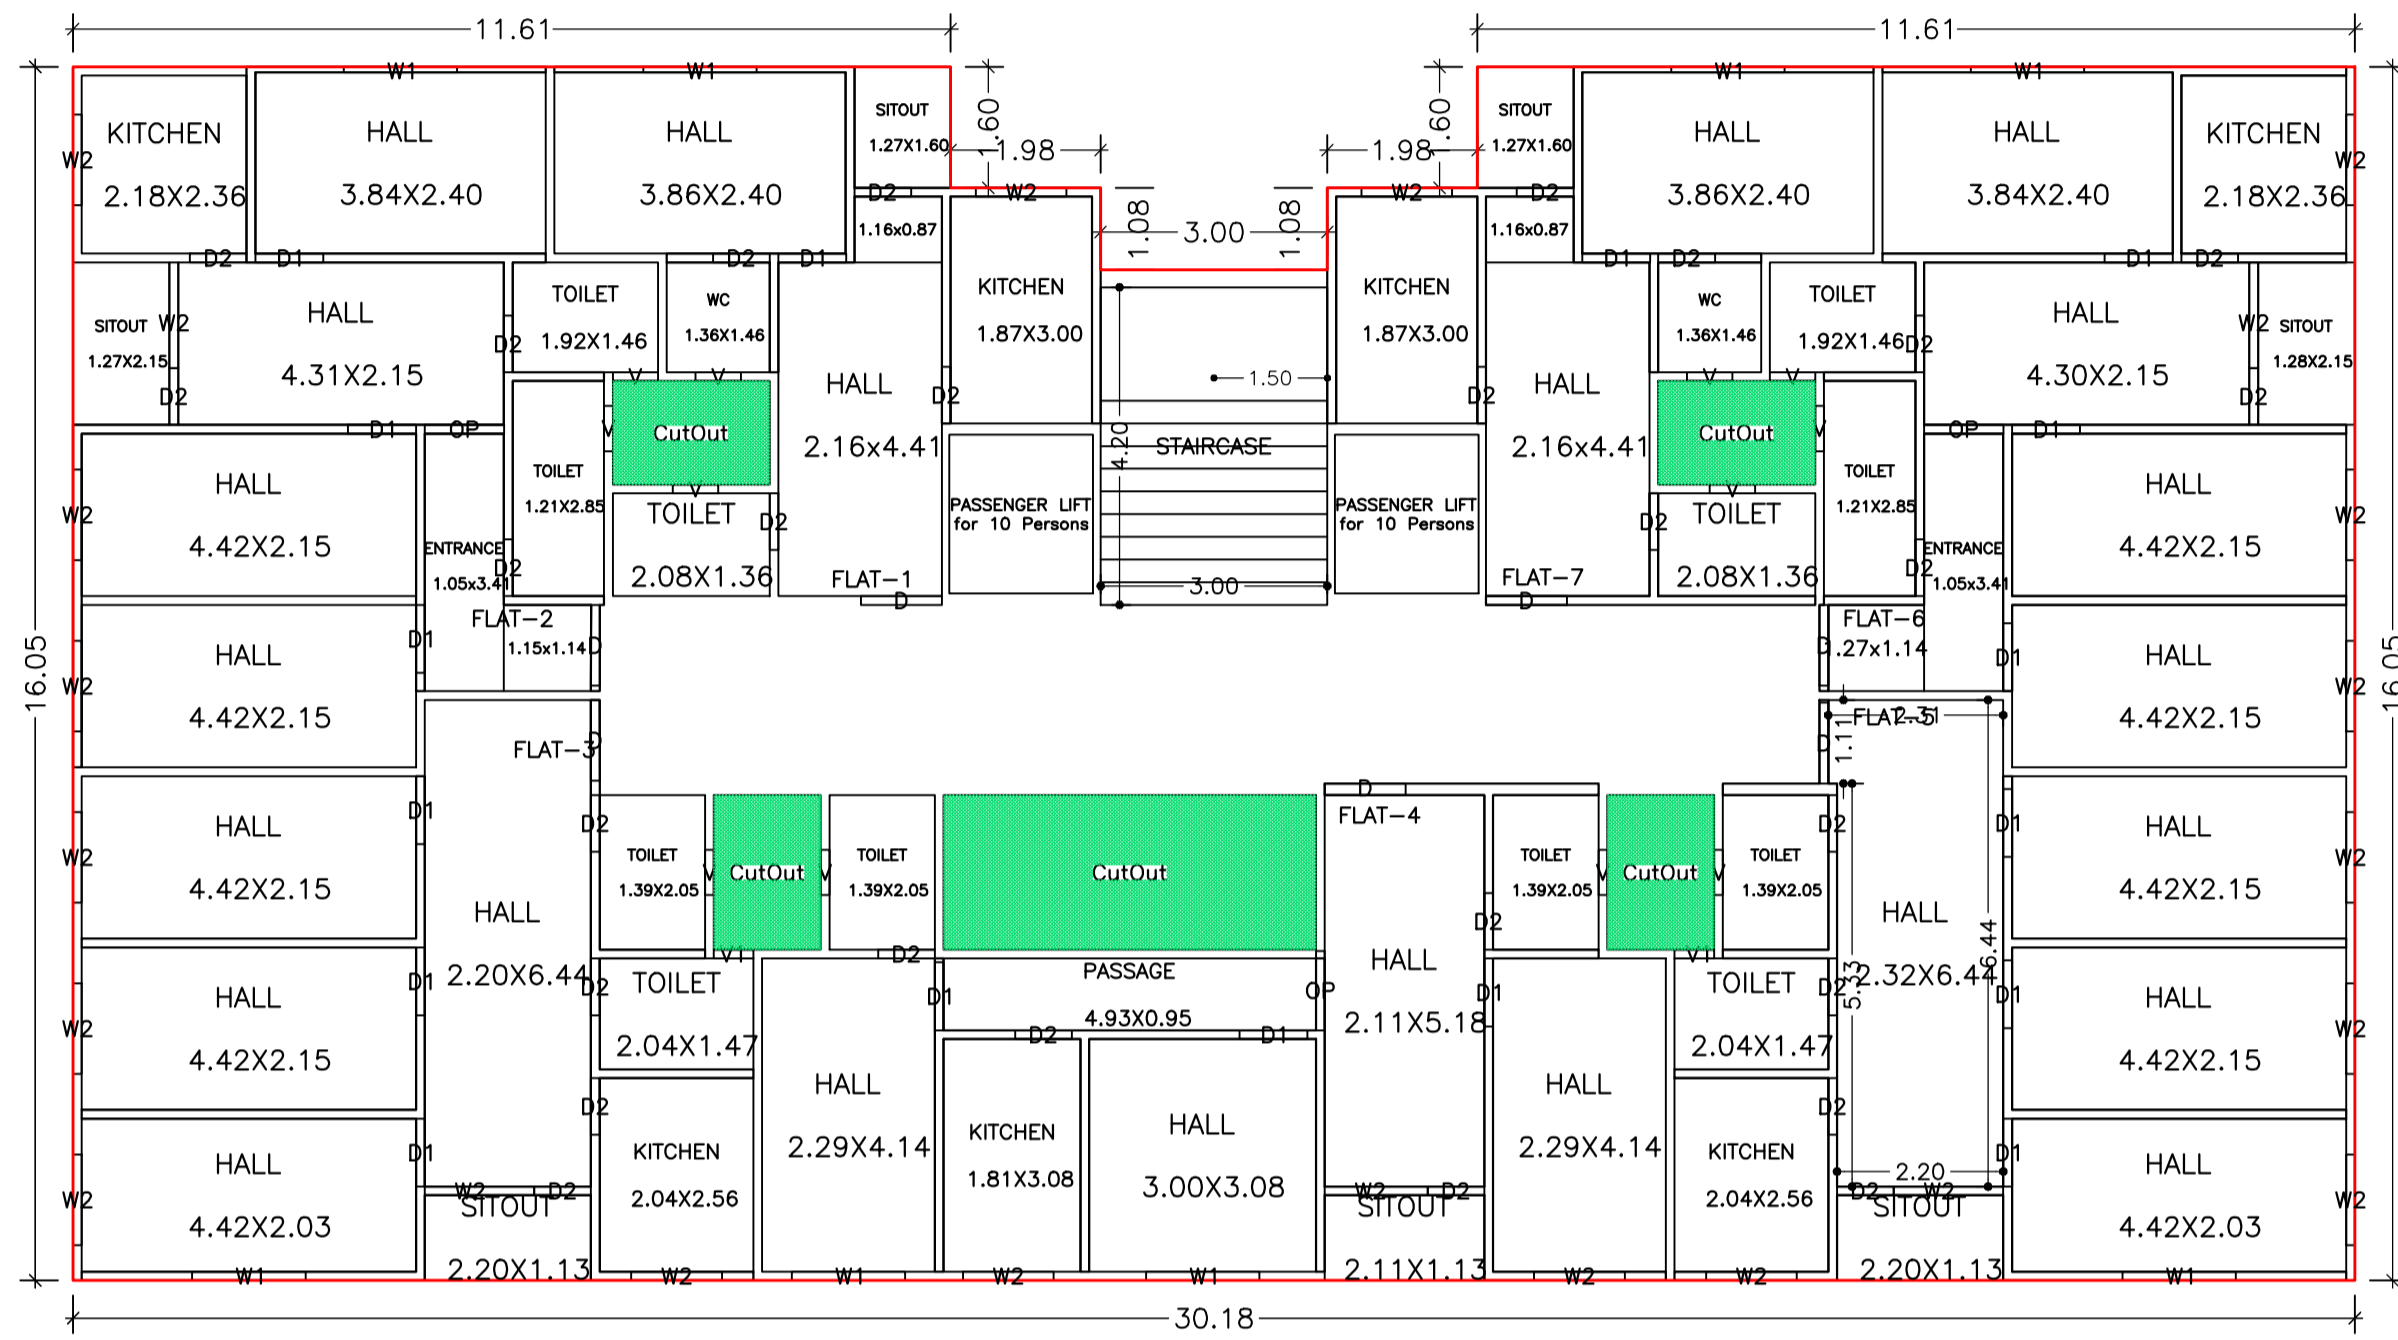 11.61
11.61
W1
W1
W1
W1
KITCHEN
2.18X2.36
HALL
3.84X2.40
HALL
3.86X2.40
SITOUT
1.27X1.60
1.60
1.98
1.98
1.60
SITOUT
1.27X1.60
HALL
3.86X2.40
HALL
3.84X2.40
KITCHEN
2.18X2.36
W2
W2
D2
W2
W2
D2
1.16x0.87
1.08
3.00
1.08
1.16x0.87
D2
D1
D2
D1
D1
D2
D1
D2
SITOUT
1.27X2.15
W2
D2
HALL
4.31X2.15
D2
TOILET
1.92X1.46
WC
1.36X1.46
V
V
HALL
2.16x4.41
D2
KITCHEN
1.87X3.00
KITCHEN
1.87X3.00
D2
HALL
2.16x4.41
WC
1.36X1.46
V
V
TOILET
1.92X1.46
D2
HALL
4.30X2.15
W2
D2
SITOUT
1.28X2.15
1.50
4.20
STAIRCASE
3.00
D1
OP
V
CutOut
V
CutOut
V
V
OP
D1
HALL
4.42X2.15
W2
ENTRANCE
1.05x3.41
TOILET
1.21X2.85
D2
TOILET
2.08X1.36
D2
PASSENGER LIFT
for 10 Persons
PASSENGER LIFT
for 10 Persons
D2
TOILET
2.08X1.36
TOILET
1.21X2.85
D2
ENTRANCE
1.05x3.41
HALL
4.42X2.15
W2
FLAT-1
D
FLAT-7
D
FLAT-2
1.15x1.14
D
FLAT-6
1.27x1.14
D
16.05
16.05
HALL
4.42X2.15
W2
D1
D1
HALL
4.42X2.15
W2
FLAT-3
D
FLAT-5
2.31
1.11
D
D
FLAT-4
HALL
4.42X2.15
W2
D1
D2
TOILET
1.39X2.05
V
CutOut
V
TOILET
1.39X2.05
CutOut
TOILET
1.39X2.05
CutOut
V
TOILET
1.39X2.05
D2
D1
HALL
4.42X2.15
W2
HALL
2.20X6.44
V1
D2
D2
V1
HALL
2.32X6.44
5.33
6.44
HALL
4.42X2.15
W2
D1
D2
TOILET
2.04X1.47
D1
PASSAGE
4.93X0.95
OP
HALL
2.11X5.18
D1
TOILET
2.04X1.47
D2
D1
HALL
4.42X2.15
W2
D2
D1
HALL
4.42X2.03
W2
D1
D2
KITCHEN
2.04X2.56
HALL
2.29X4.14
KITCHEN
1.81X3.08
HALL
3.00X3.08
HALL
2.29X4.14
KITCHEN
2.04X2.56
D2
2.20
D1
HALL
4.42X2.03
W2
W2
D2
SITOUT
2.20X1.13
W2
D2
SITOUT
2.11X1.13
D2
W2
SITOUT
2.20X1.13
W1
W2
W1
W2
W1
W2
W2
W1
30.18